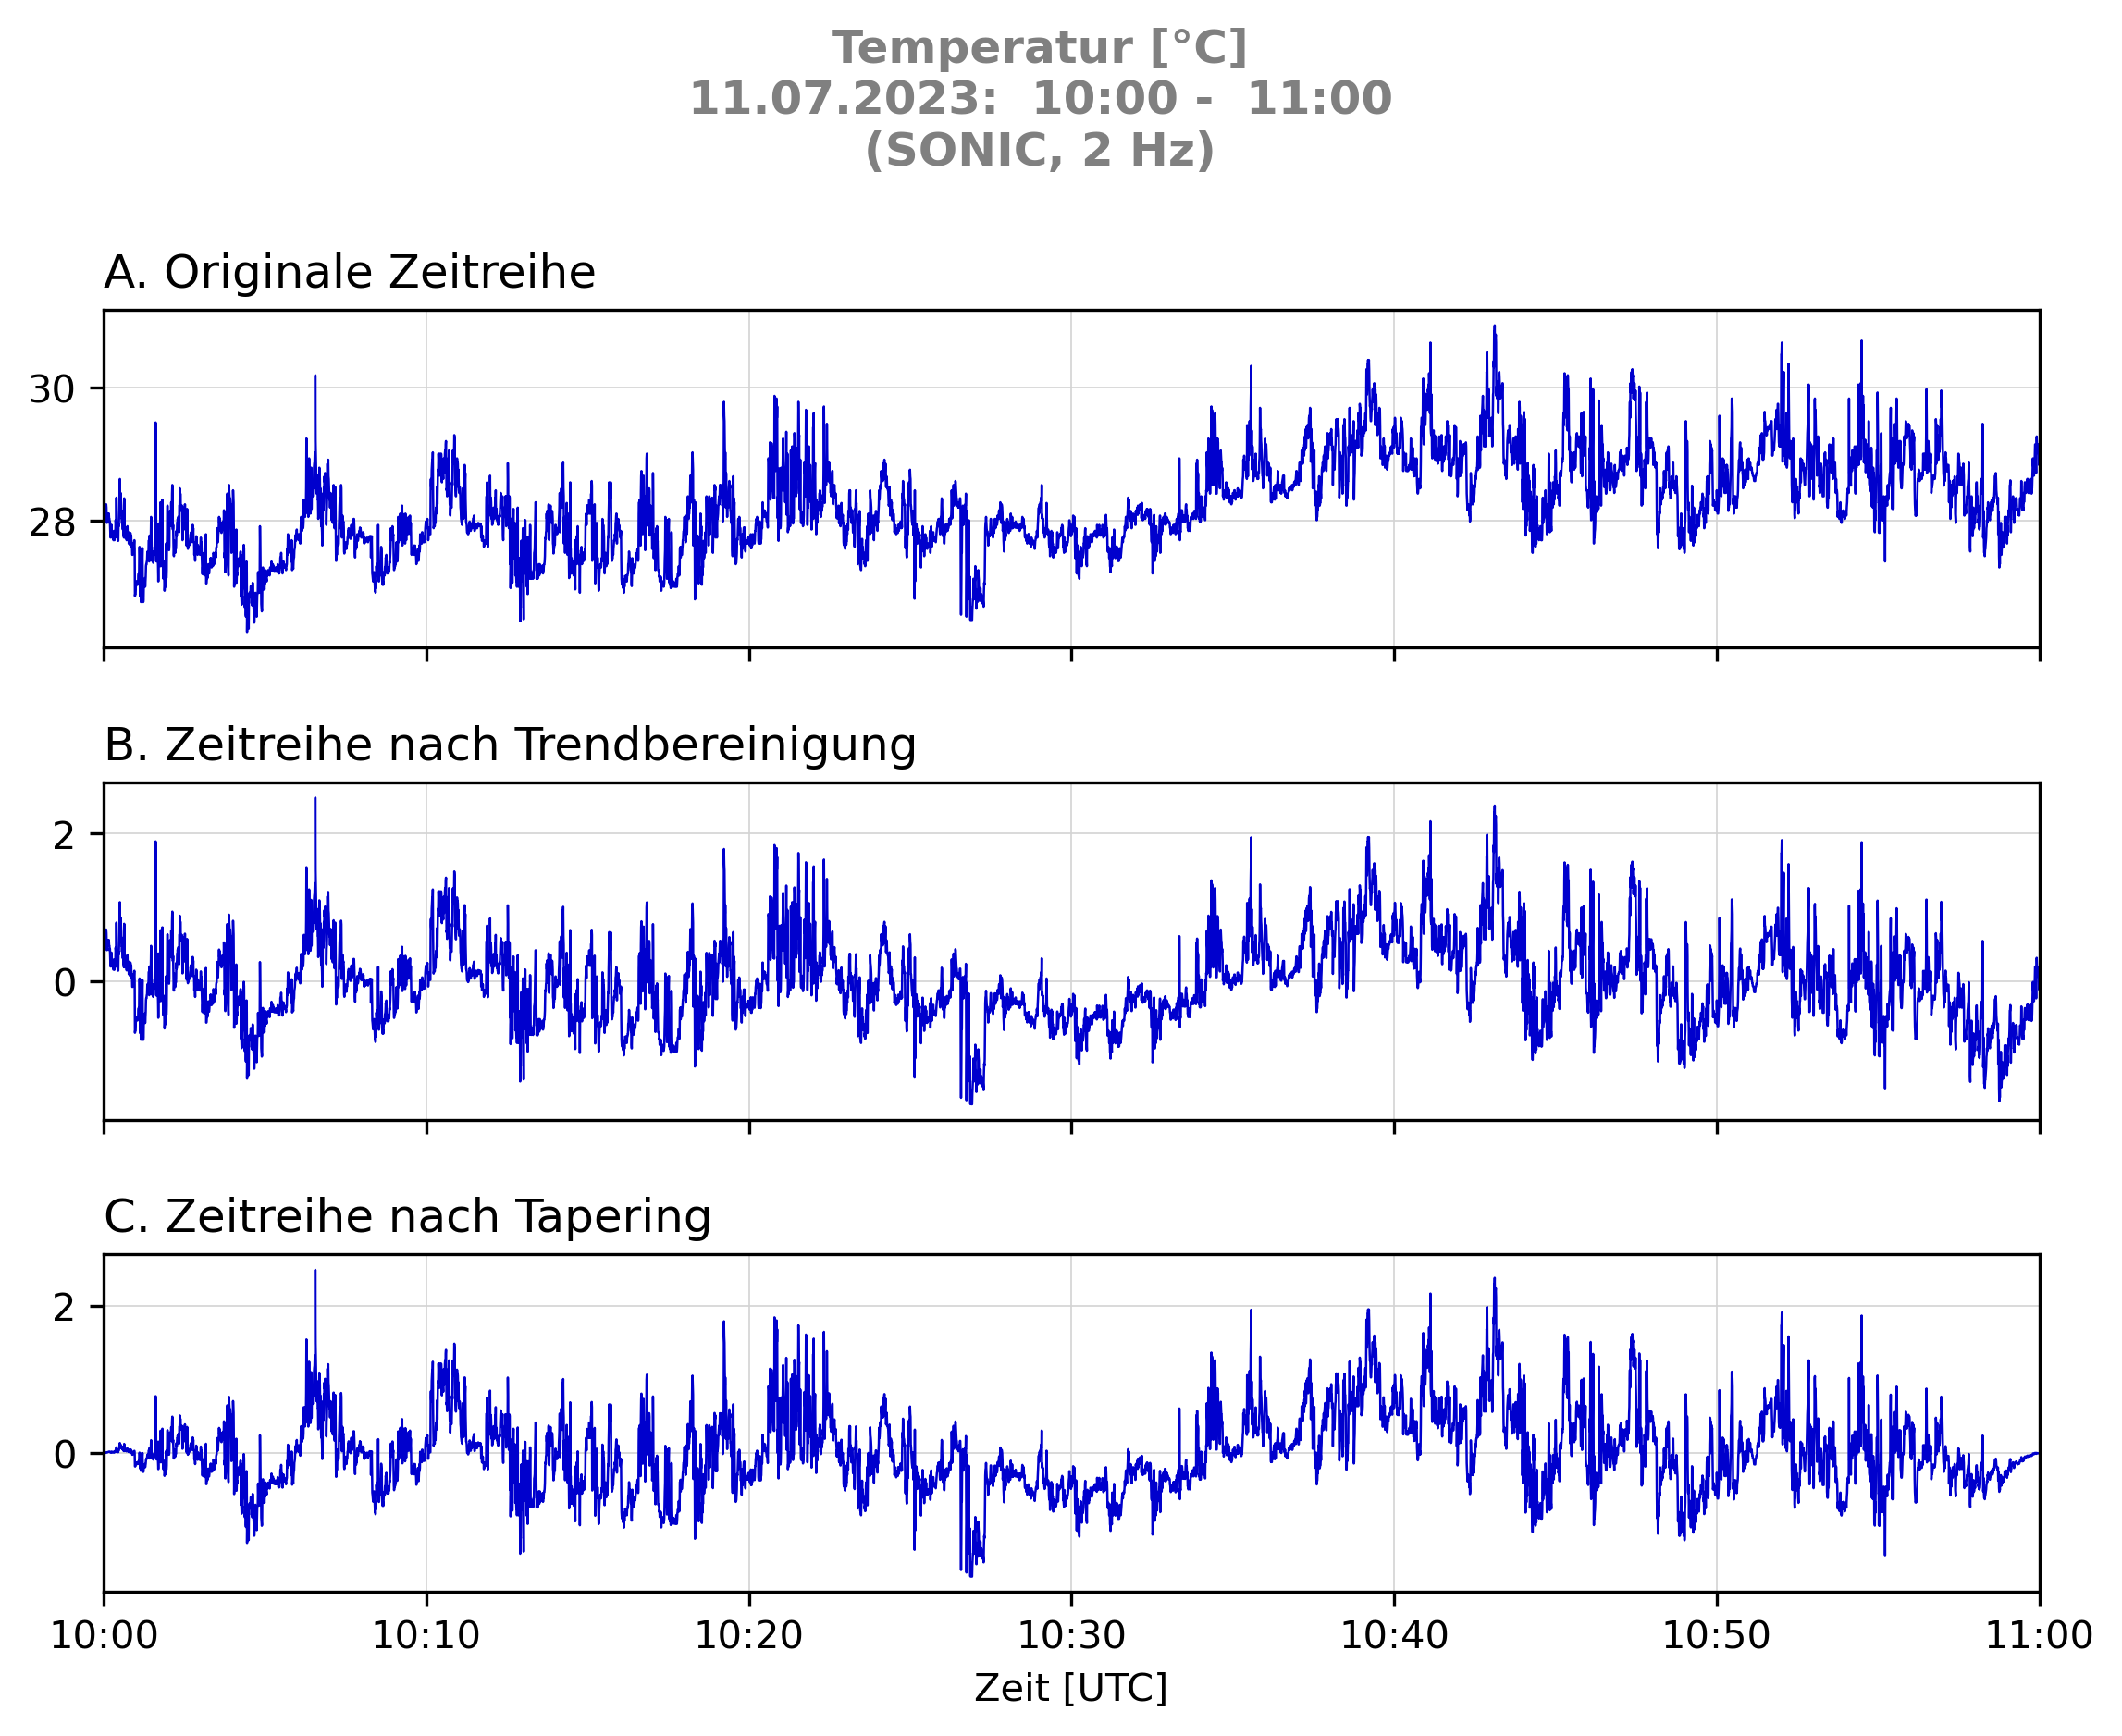 Temperatur [°C]
11.07.2023:  10:00 -  11:00
(SONIC, 2 Hz)
A. Originale Zeitreihe
30
28
B. Zeitreihe nach Trendbereinigung
2
0
C. Zeitreihe nach Tapering
2
0
10:00 10:10 10:20 10:30 10:40 10:50 11:00
Zeit [UTC]